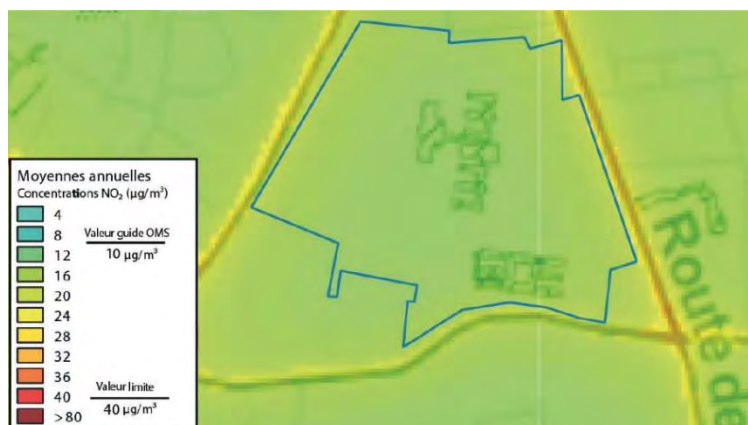 Moyennes annuelles
Concentrations NO₂ (µg/m³)
4
8
Valeur guide OMS
10 µg/m³
12
16
20
24
28
32
36
40
Valeur limite
40 µg/m³
>80
Route de